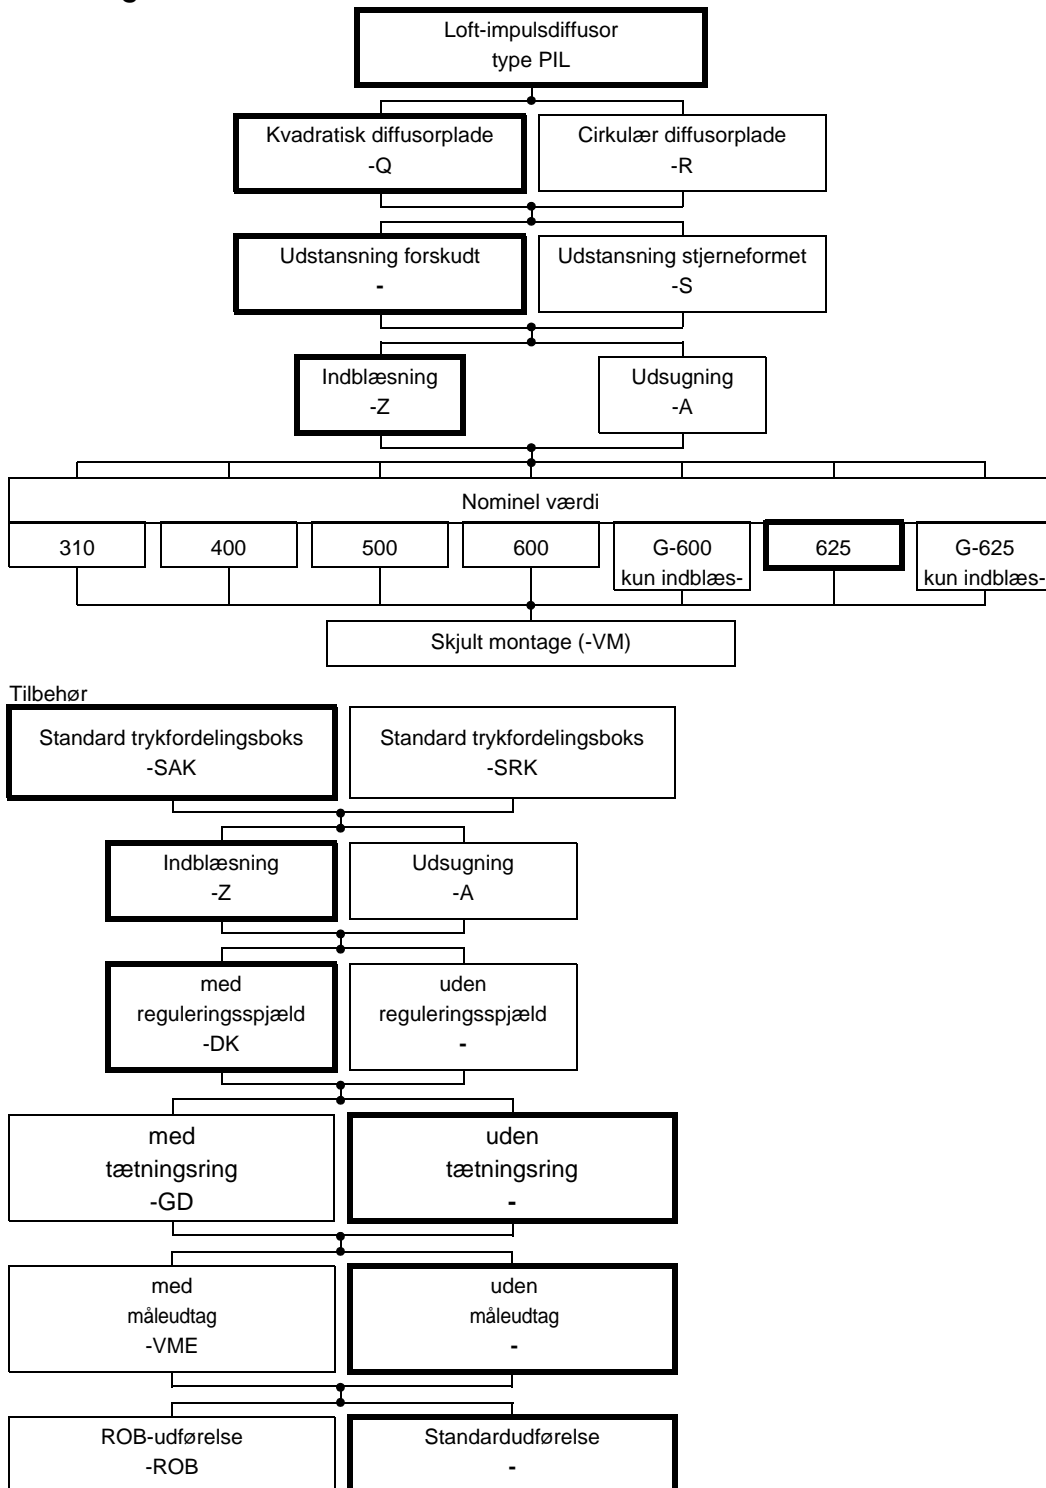 Loft-impulsdiffusor
type PIL
Kvadratisk diffusorplade
-Q
Cirkulær diffusorplade
-R
Udstansning forskudt
-
Udstansning stjerneformet
-S
Indblæsning
-Z
Udsugning
-A
Nominel værdi
310
400
500
600
G-600
kun indblæs-
625
G-625
kun indblæs-
Skjult montage (-VM)
Tilbehør
Standard trykfordelingsboks
-SAK
Standard trykfordelingsboks
-SRK
Indblæsning
-Z
Udsugning
-A
med
reguleringsspjæld
-DK
uden
reguleringsspjæld
-
med
tætningsring
-GD
uden
tætningsring
-
med
måleudtag
-VME
uden
måleudtag
-
ROB-udførelse
-ROB
Standardudførelse
-